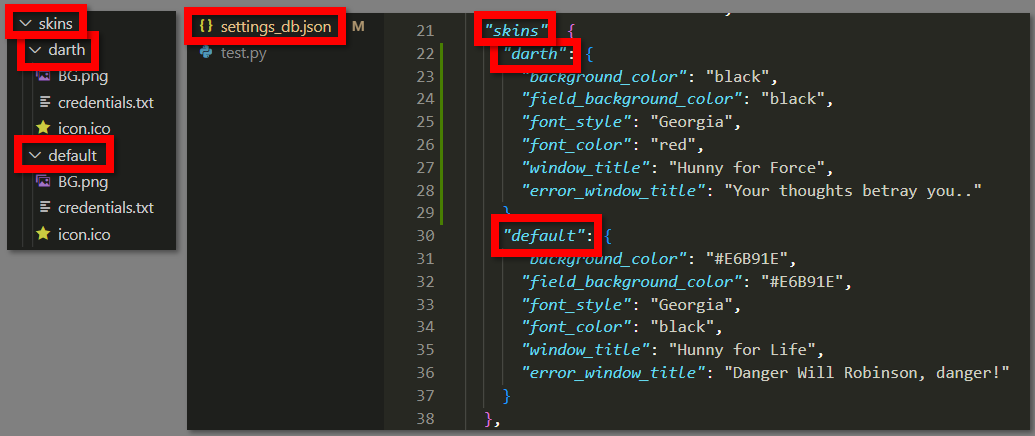 skins
darth
BG.png
credentials.txt
icon.ico
default
BG.png
credentials.txt
icon.ico
{} settings_db.json M
test.py
21 "skins" {
22 "darth": {
23 "background_color": "black",
24 "field_background_color": "black",
25 "font_style": "Georgia",
26 "font_color": "red",
27 "window_title": "Hunny for Force",
28 "error_window_title": "Your thoughts betray you.."
29 }
30 "default": {
31 "background_color": "#E6B91E",
32 "field_background_color": "#E6B91E",
33 "font_style": "Georgia",
34 "font_color": "black",
35 "window_title": "Hunny for Life",
36 "error_window_title": "Danger Will Robinson, danger!"
37 }
38 },